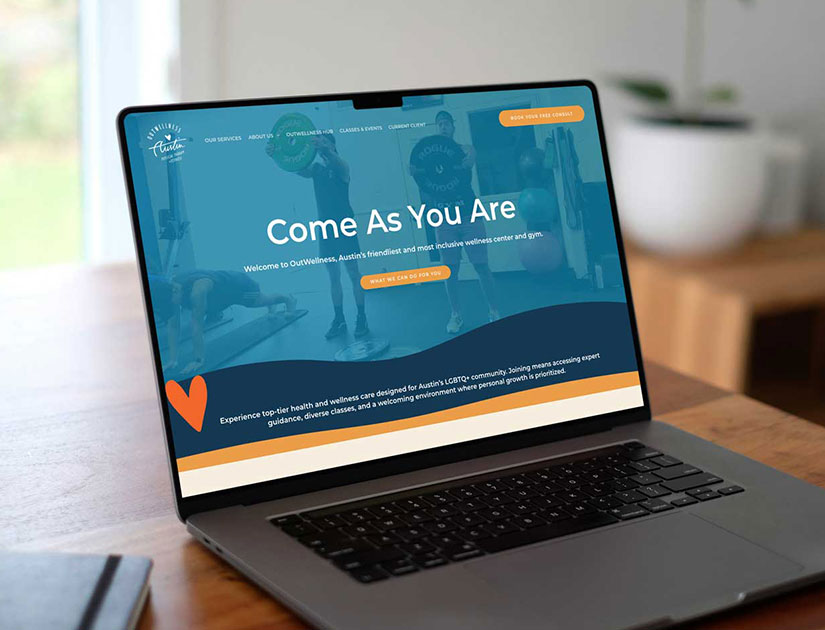 OUTWELLNESS
Austin
OUR SERVICES ABOUT US OUTWELLNESS HUB CLASSES & EVENTS CURRENT CLIENT
BOOK YOUR FREE CONSULT
ROGUE
ROGUE
Come As You Are
Welcome to OutWellness, Austin's friendliest and most inclusive wellness center and gym.
WHAT WE CAN DO FOR YOU
Experience top-tier health and wellness care designed for Austin's LGBTQ+ community. Joining means accessing expert
guidance, diverse classes, and a welcoming environment where personal growth is prioritized.